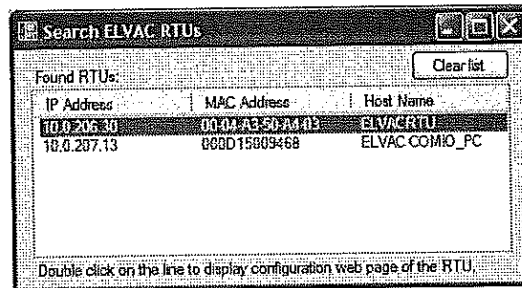 Search ELVAC RTUs
Clear list
Found RTUs:
IP Address MAC Address Host Name
10.0.206.30 ELVACRTU
10.0.207.13 ELVAC COMIO_PC
Double click on the line to display configuration web page of the RTU.